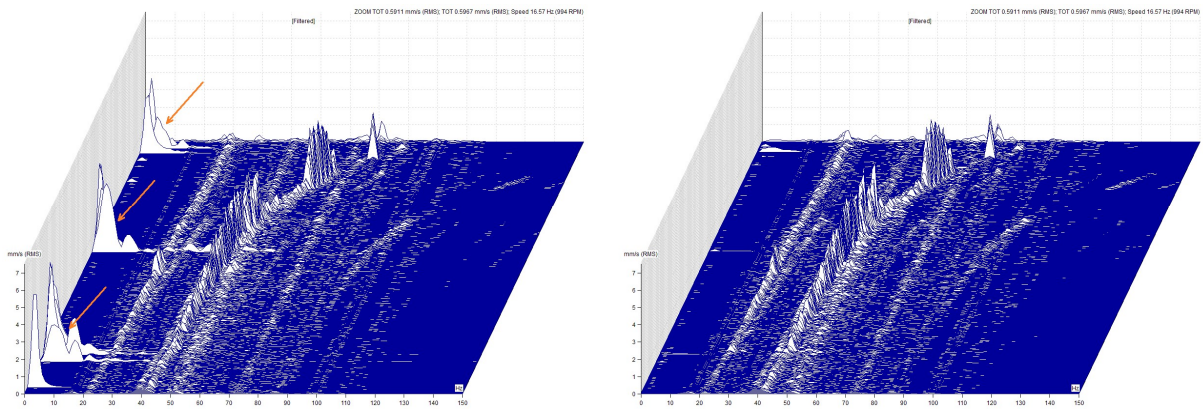 ZOOM TOT 0.5911 mm/s (RMS); TOT 0.5967 mm/s (RMS); Speed 16.57 Hz (994 RPM)
[Filtered]
mm/s (RMS)
7
6
5
4
3
2
1
0
Hz
0 10 20 30 40 50 60 70 80 90 100 110 120 130 140 150
ZOOM TOT 0.5911 mm/s (RMS); TOT 0.5967 mm/s (RMS); Speed 16.57 Hz (994 RPM)
[Filtered]
mm/s (RMS)
7
6
5
4
3
2
1
0
Hz
0 10 20 30 40 50 60 70 80 90 100 110 120 130 140 150